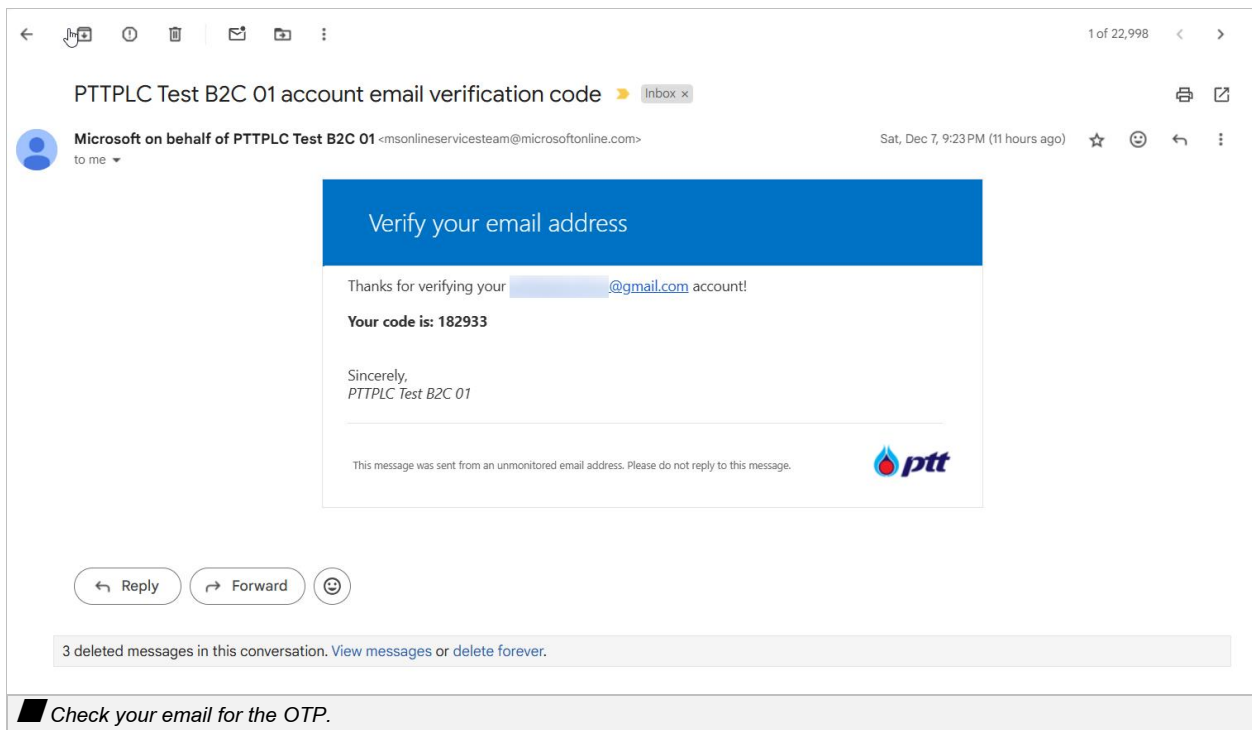 1 of 22,998
PTTPLC Test B2C 01 account email verification code Inbox ×
Microsoft on behalf of PTTPLC Test B2C 01 <msonlineservicesteam@microsoftonline.com> Sat, Dec 7, 9:23 PM (11 hours ago)
to me
Verify your email address
Thanks for verifying your @gmail.com account!
Your code is: 182933
Sincerely,
PTTPLC Test B2C 01
This message was sent from an unmonitored email address. Please do not reply to this message.
ptt
Reply Forward
3 deleted messages in this conversation. View messages or delete forever.
Check your email for the OTP.